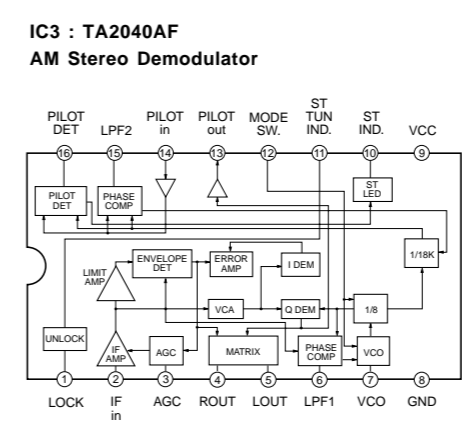 IC3 : TA2040AF
AM Stereo Demodulator
PILOT
DET
LPF2
PILOT
in
PILOT
out
MODE
SW.
ST
TUN
IND.
ST
IND.
VCC
16
15
14
13
12
11
10
9
PILOT
DET
PHASE
COMP
ST
LED
1/18K
LIMIT
AMP
ENVELOPE
DET
ERROR
AMP
I DEM
VCA
Q DEM
1/8
UNLOCK
IF
AMP
AGC
MATRIX
PHASE
COMP
VCO
1
2
3
4
5
6
7
8
LOCK
IF
in
AGC
ROUT
LOUT
LPF1
VCO
GND